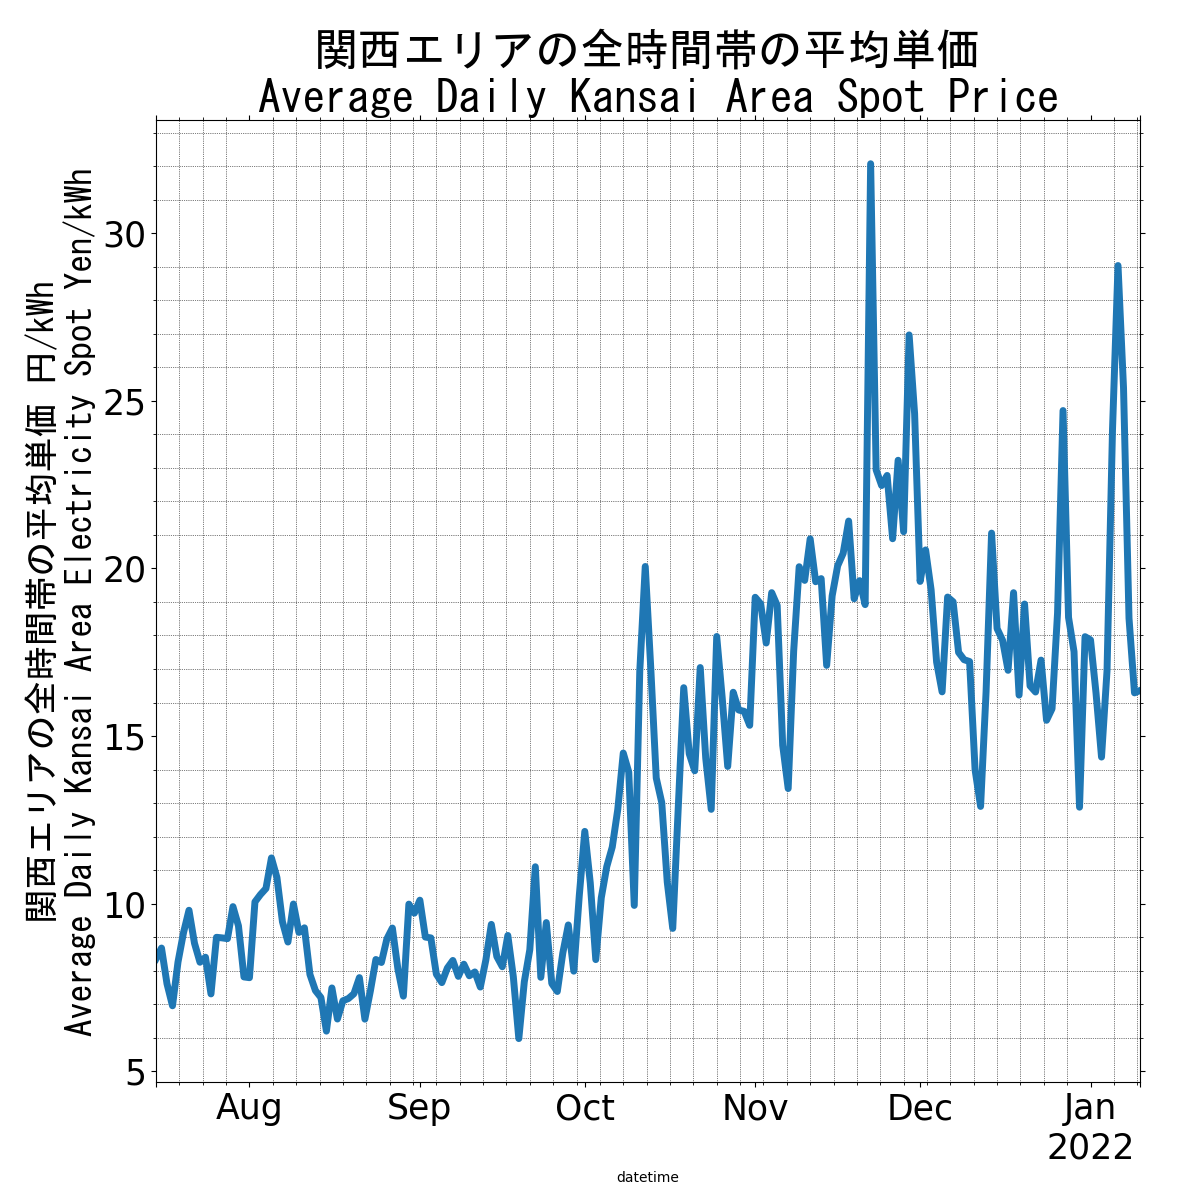 関西エリアの全時間帯の平均単価
Average Daily Kansai Area Spot Price
関西エリアの全時間帯の平均単価 円/kWh
Average Daily Kansai Area Electricity Spot Yen/kWh
30
25
20
15
10
5
Aug
Sep
Oct
Nov
Dec
Jan
2022
datetime